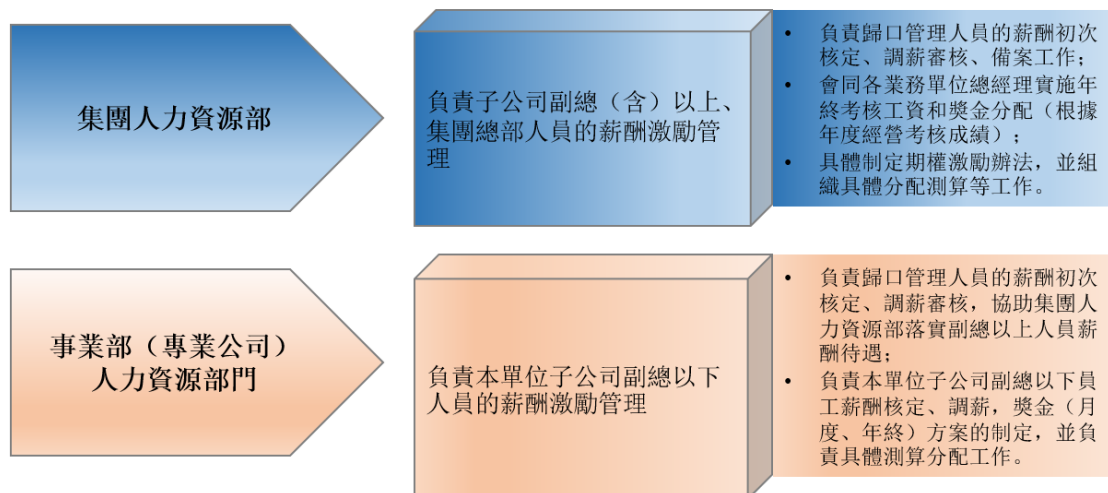 集團人力資源部
負責子公司副總（含）以上、
集團總部人員的薪酬激勵管
理
• 負責歸口管理人員的薪酬初次
核定、調薪審核、備案工作；
• 會同各業務單位總經理實施年
終考核工資和獎金分配（根據
年度經營考核成績）；
• 具體制定期權激勵辦法，並組
織具體分配測算等工作。
事業部（專業公司）
人力資源部門
負責本單位子公司副總以下
人員的薪酬激勵管理
• 負責歸口管理人員的薪酬初次
核定、調薪審核，協助集團人
力資源部落實副總以上人員薪
酬待遇；
• 負責本單位子公司副總以下員
工薪酬核定、調薪，獎金（月
度、年終）方案的制定，並負
責具體測算分配工作。